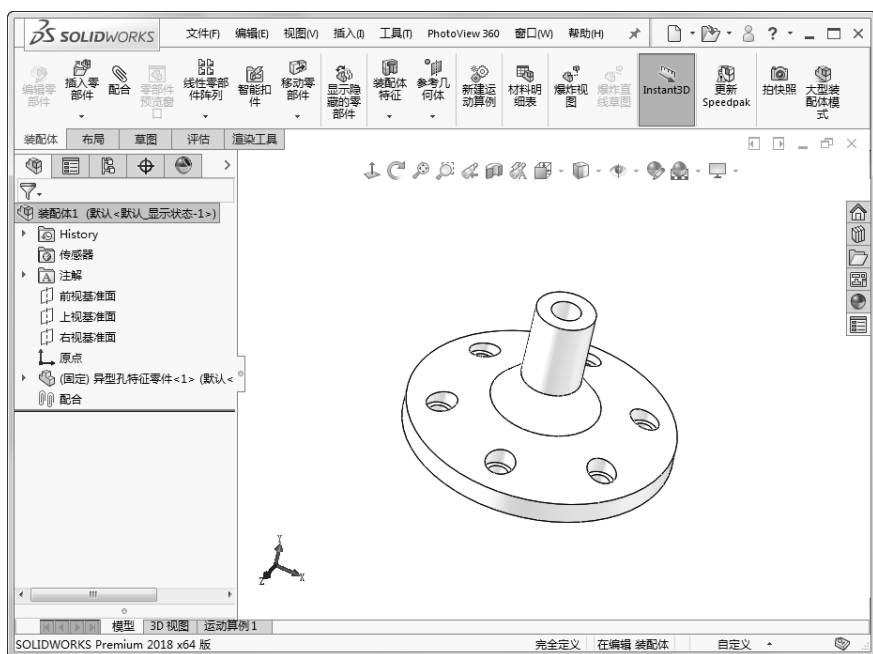 SOLIDWORKS 文件(F) 编辑(E) 视图(V) 插入(I) 工具(T) PhotoView 360 窗口(W) 帮助(H) ?
编辑零部件 插入零部件 配合 零部件预览窗口 线性零部件阵列 智能扣件 移动零部件 显示隐藏的零部件 装配体特征 参考几何体 新建运动算例 材料明细表 爆炸视图 爆炸直线草图 Instant3D 更新Speedpak 拍快照 大型装配体模式
装配体 布局 草图 评估 渲染工具
装配体1 (默认<默认_显示状态-1>)
History
传感器
注解
前视基准面
上视基准面
右视基准面
原点
(固定) 异型孔特征零件<1> (默认<
配合
Y
Z X
模型 3D 视图 运动算例1
SOLIDWORKS Premium 2018 x64 版 完全定义 在编辑 装配体 自定义